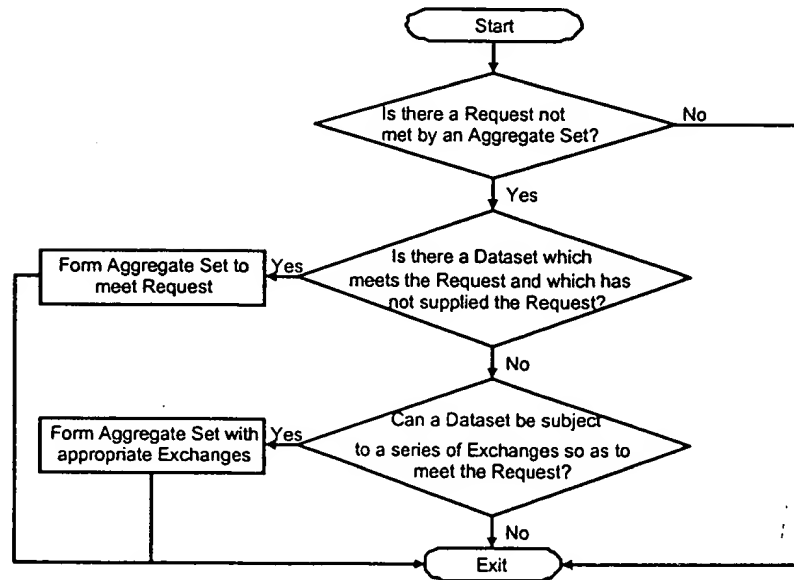 Start
Is there a Request not
met by an Aggregate Set?
No
Yes
Is there a Dataset which
meets the Request and which has
not supplied the Request?
Yes
Form Aggregate Set to
meet Request
No
Can a Dataset be subject
to a series of Exchanges so as to
meet the Request?
Yes
Form Aggregate Set with
appropriate Exchanges
No
Exit